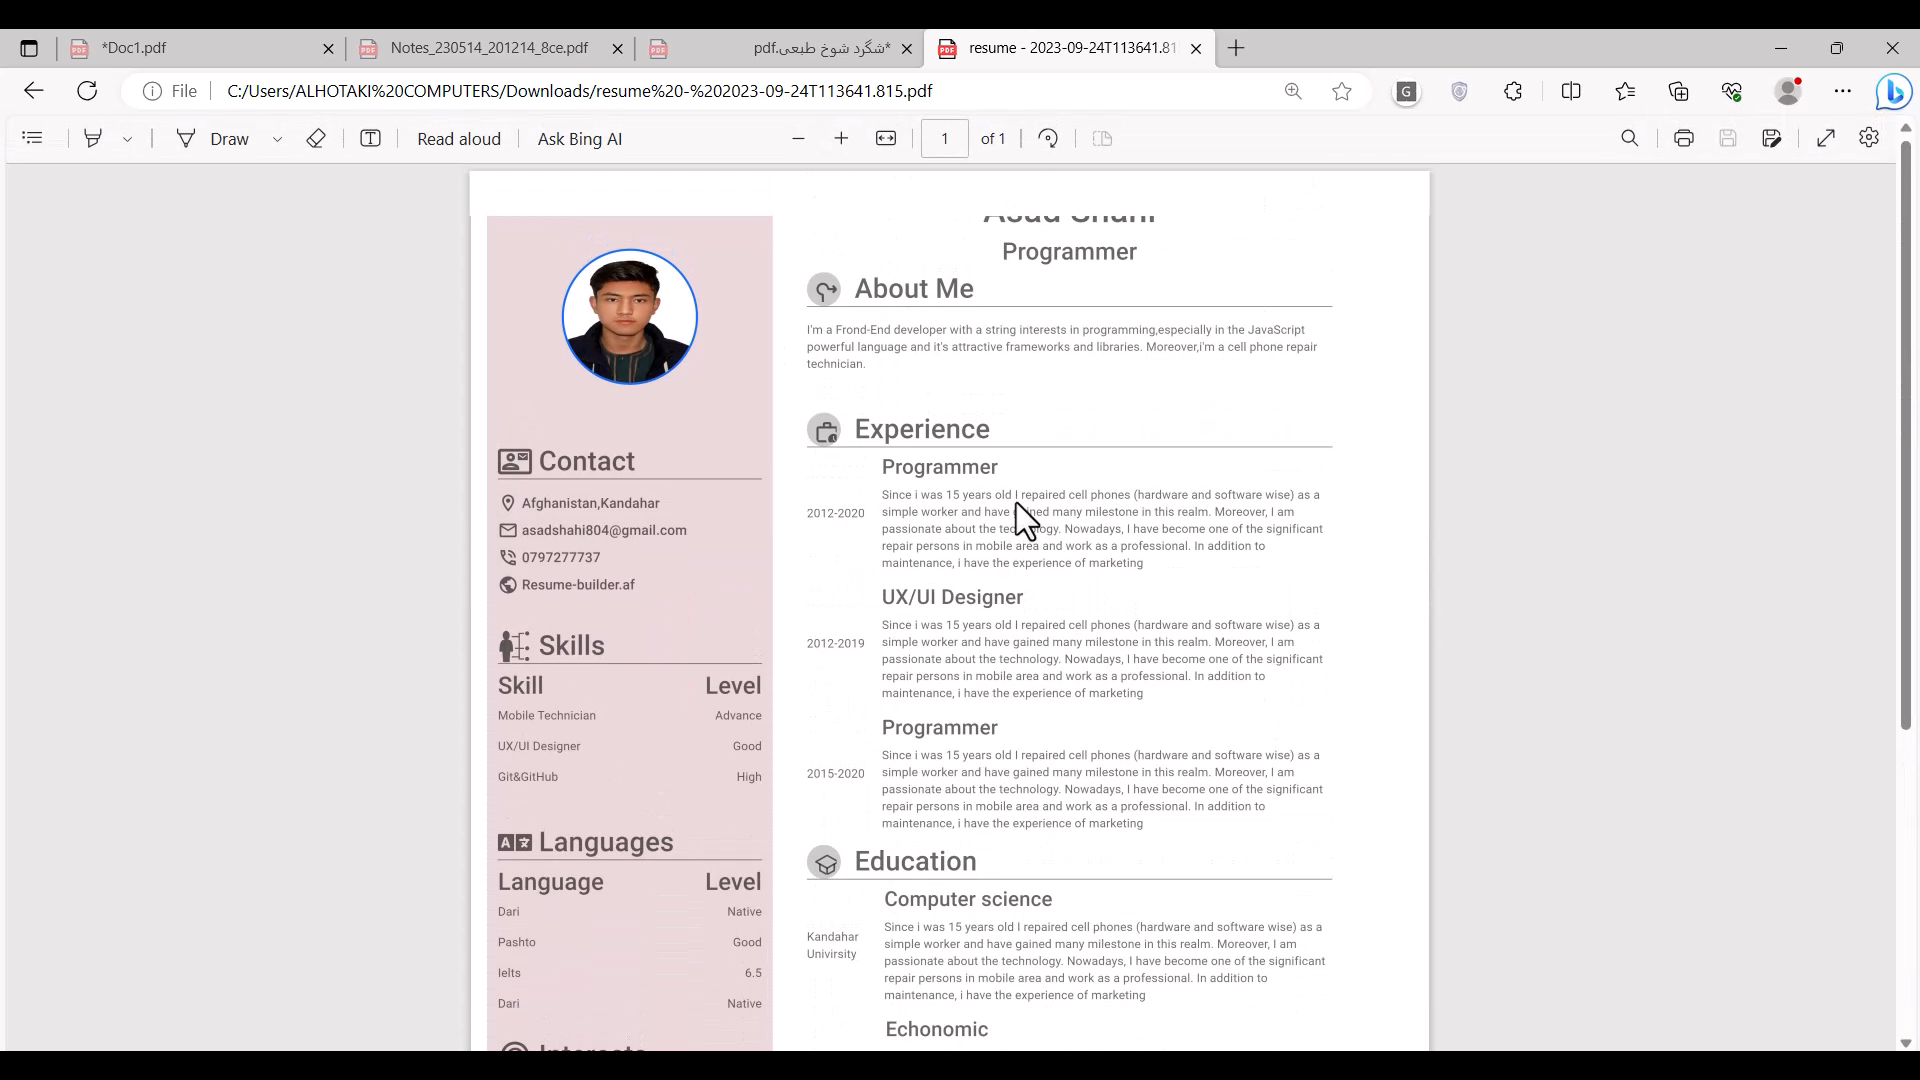 *Doc1.pdf
Notes_230514_201214_8ce.pdf
*شگرد شوخ طبعی.pdf
resume - 2023-09-24T113641.81
File
C:/Users/ALHOTAKI%20COMPUTERS/Downloads/resume%20-%202023-09-24T113641.815.pdf
G
Draw
T
Read aloud
Ask Bing AI
1
of 1
Asad Shahi
Programmer
About Me
I'm a Frond-End developer with a string interests in programming,especially in the JavaScript
powerful language and it's attractive frameworks and libraries. Moreover,i'm a cell phone repair
technician.
Experience
Programmer
2012-2020
Since i was 15 years old I repaired cell phones (hardware and software wise) as a
simple worker and have gained many milestone in this realm. Moreover, I am
passionate about the technology. Nowadays, I have become one of the significant
repair persons in mobile area and work as a professional. In addition to
maintenance, i have the experience of marketing
UX/UI Designer
2012-2019
Since i was 15 years old I repaired cell phones (hardware and software wise) as a
simple worker and have gained many milestone in this realm. Moreover, I am
passionate about the technology. Nowadays, I have become one of the significant
repair persons in mobile area and work as a professional. In addition to
maintenance, i have the experience of marketing
Programmer
2015-2020
Since i was 15 years old I repaired cell phones (hardware and software wise) as a
simple worker and have gained many milestone in this realm. Moreover, I am
passionate about the technology. Nowadays, I have become one of the significant
repair persons in mobile area and work as a professional. In addition to
maintenance, i have the experience of marketing
Education
Computer science
Kandahar
Univirsity
Since i was 15 years old I repaired cell phones (hardware and software wise) as a
simple worker and have gained many milestone in this realm. Moreover, I am
passionate about the technology. Nowadays, I have become one of the significant
repair persons in mobile area and work as a professional. In addition to
maintenance, i have the experience of marketing
Echonomic
Contact
Afghanistan,Kandahar
asadshahi804@gmail.com
0797277737
Resume-builder.af
Skills
Skill Level
Mobile Technician Advance
UX/UI Designer Good
Git&GitHub High
Languages
Language Level
Dari Native
Pashto Good
Ielts 6.5
Dari Native
Interests